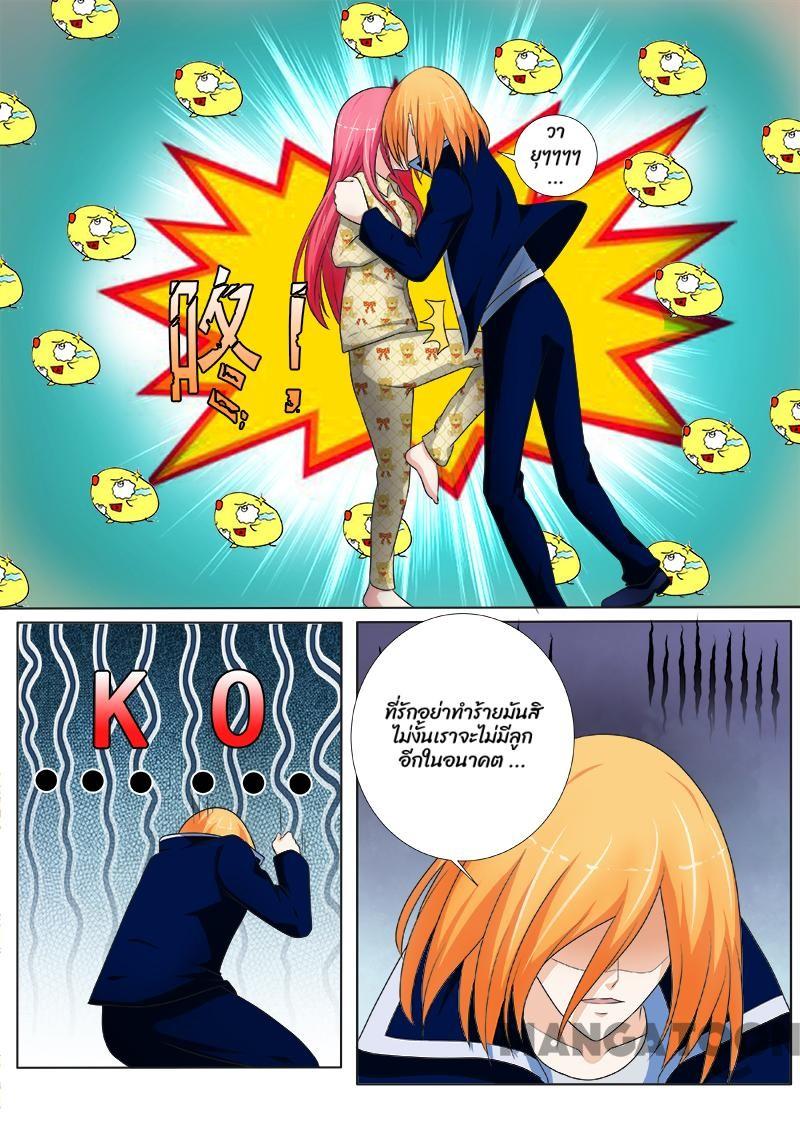 วา
ยุๆๆๆๆ
...
咚!
K O
ที่รักอย่าทำร้ายมันสิ
ไม่งั้นเราจะไม่มีลูก
อีกในอนาคต ...
MANGATOON